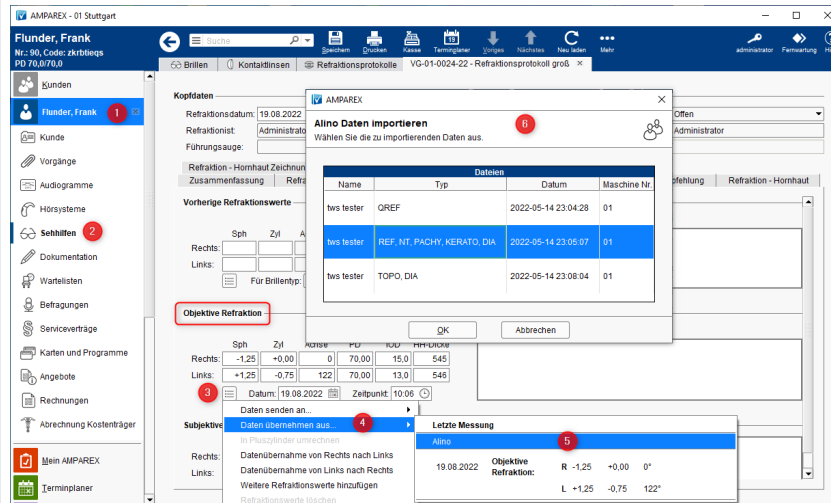 AMPAREX - 01 Stuttgart
Flunder, Frank
Nr.: 90, Code: zkrbtieqs
PD 70,0/70,0
Suche
Speichern Drucken Kasse Terminplaner Voriges Nächstes Neu laden Mehr
administrator Fernwartung
Brillen Kontaktlinsen Refraktionsprotokolle VG-01-0024-22 - Refraktionsprotokoll groß
Kunden
Flunder, Frank 1
Kunde
Vorgänge
Audiogramme
Hörsysteme
Sehhilfen 2
Dokumentation
Wartelisten
Befragungen
Serviceverträge
Karten und Programme
Angebote
Rechnungen
Abrechnung Kostenträger
Mein AMPAREX
Terminplaner
Kopfdaten
Refraktionsdatum: 19.08.2022
Offen
Refraktionist: Administrato
Administrator
Führungsauge:
Refraktion - Hornhaut Zeichnun
Zusammenfassung Refra
pfehlung Refraktion - Hornhaut
Vorherige Refraktionswerte
Sph Zyl A
Rechts:
Links:
Für Brillentyp:
AMPAREX
Alino Daten importieren 6
Wählen Sie die zu importierenden Daten aus.
Dateien
Name Typ Datum Maschine Nr.
tws tester QREF 2022-05-14 23:04:28 01
tws tester REF, NT, PACHY, KERATO, DIA 2022-05-14 23:05:07 01
tws tester TOPO, DIA 2022-05-14 23:08:04 01
OK Abbrechen
Objektive Refraktion
Sph Zyl Achse PD IOD HH-Dicke
Rechts: -1,25 +0,00 0 70,00 15,0 545
Links: +1,25 -0,75 122 70,00 13,0 546
3 Datum: 19.08.2022 Zeitpunkt: 10:06
Subjektive
Rechts:
Links:
Daten senden an...
Daten übernehmen aus... 4
In Pluszylinder umrechnen
Datenübernahme von Rechts nach Links
Datenübernahme von Links nach Rechts
Weitere Refraktionswerte hinzufügen
Refraktionswerte löschen
Letzte Messung
Alino 5
19.08.2022 Objektive Refraktion: R -1,25 +0,00 0°
L +1,25 -0,75 122°